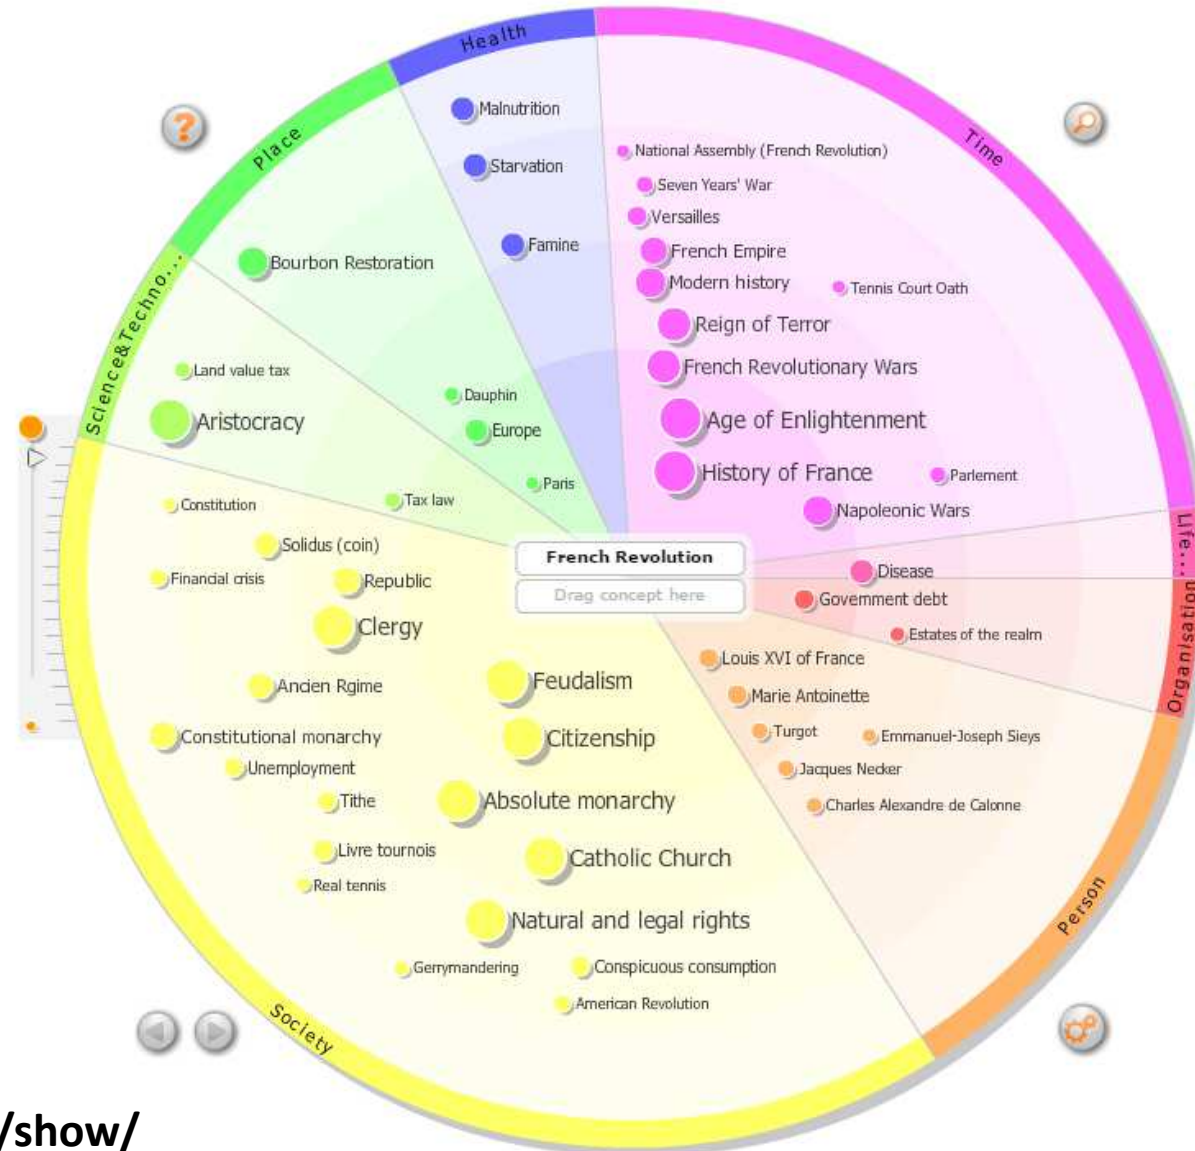 Health
Time
Place
Science&Techno...
Life...
Organisation
Person
Society
?
Malnutrition
Starvation
Famine
National Assembly (French Revolution)
Seven Years' War
Versailles
French Empire
Modern history
Tennis Court Oath
Reign of Terror
French Revolutionary Wars
Age of Enlightenment
History of France
Parlement
Napoleonic Wars
Bourbon Restoration
Dauphin
Europe
Paris
Land value tax
Aristocracy
Tax law
French Revolution
Drag concept here
Disease
Government debt
Estates of the realm
Louis XVI of France
Marie Antoinette
Turgot
Emmanuel-Joseph Sieys
Jacques Necker
Charles Alexandre de Calonne
Constitution
Solidus (coin)
Financial crisis
Republic
Clergy
Feudalism
Ancien Rgime
Citizenship
Constitutional monarchy
Unemployment
Tithe
Absolute monarchy
Livre tournois
Catholic Church
Real tennis
Natural and legal rights
Gerrymandering
Conspicuous consumption
American Revolution
/show/